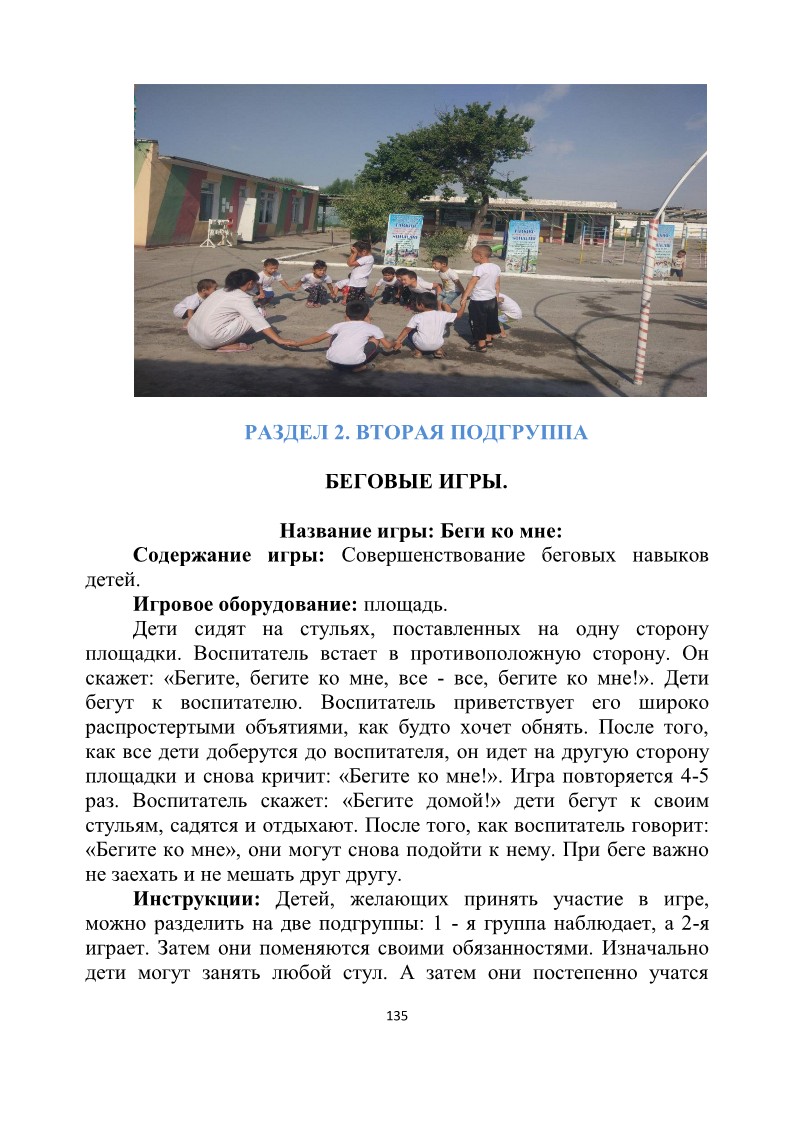 РАЗДЕЛ 2. ВТОРАЯ ПОДГРУППА
БЕГОВЫЕ ИГРЫ.
Название игры: Беги ко мне:
Содержание игры: Совершенствование беговых навыков
детей.
Игровое оборудование: площадь.
Дети сидят на стульях, поставленных на одну сторону
площадки. Воспитатель встает в противоположную сторону. Он
скажет: «Бегите, бегите ко мне, все - все, бегите ко мне!». Дети
бегут к воспитателю. Воспитатель приветствует его широко
распростертыми объятиями, как будто хочет обнять. После того,
как все дети доберутся до воспитателя, он идет на другую сторону
площадки и снова кричит: «Бегите ко мне!». Игра повторяется 4-5
раз. Воспитатель скажет: «Бегите домой!» дети бегут к своим
стульям, садятся и отдыхают. После того, как воспитатель говорит:
«Бегите ко мне», они могут снова подойти к нему. При беге важно
не заехать и не мешать друг другу.
Инструкции: Детей, желающих принять участие в игре,
можно разделить на две подгруппы: 1 - я группа наблюдает, а 2-я
играет. Затем они поменяются своими обязанностями. Изначально
дети могут занять любой стул. А затем они постепенно учатся
135